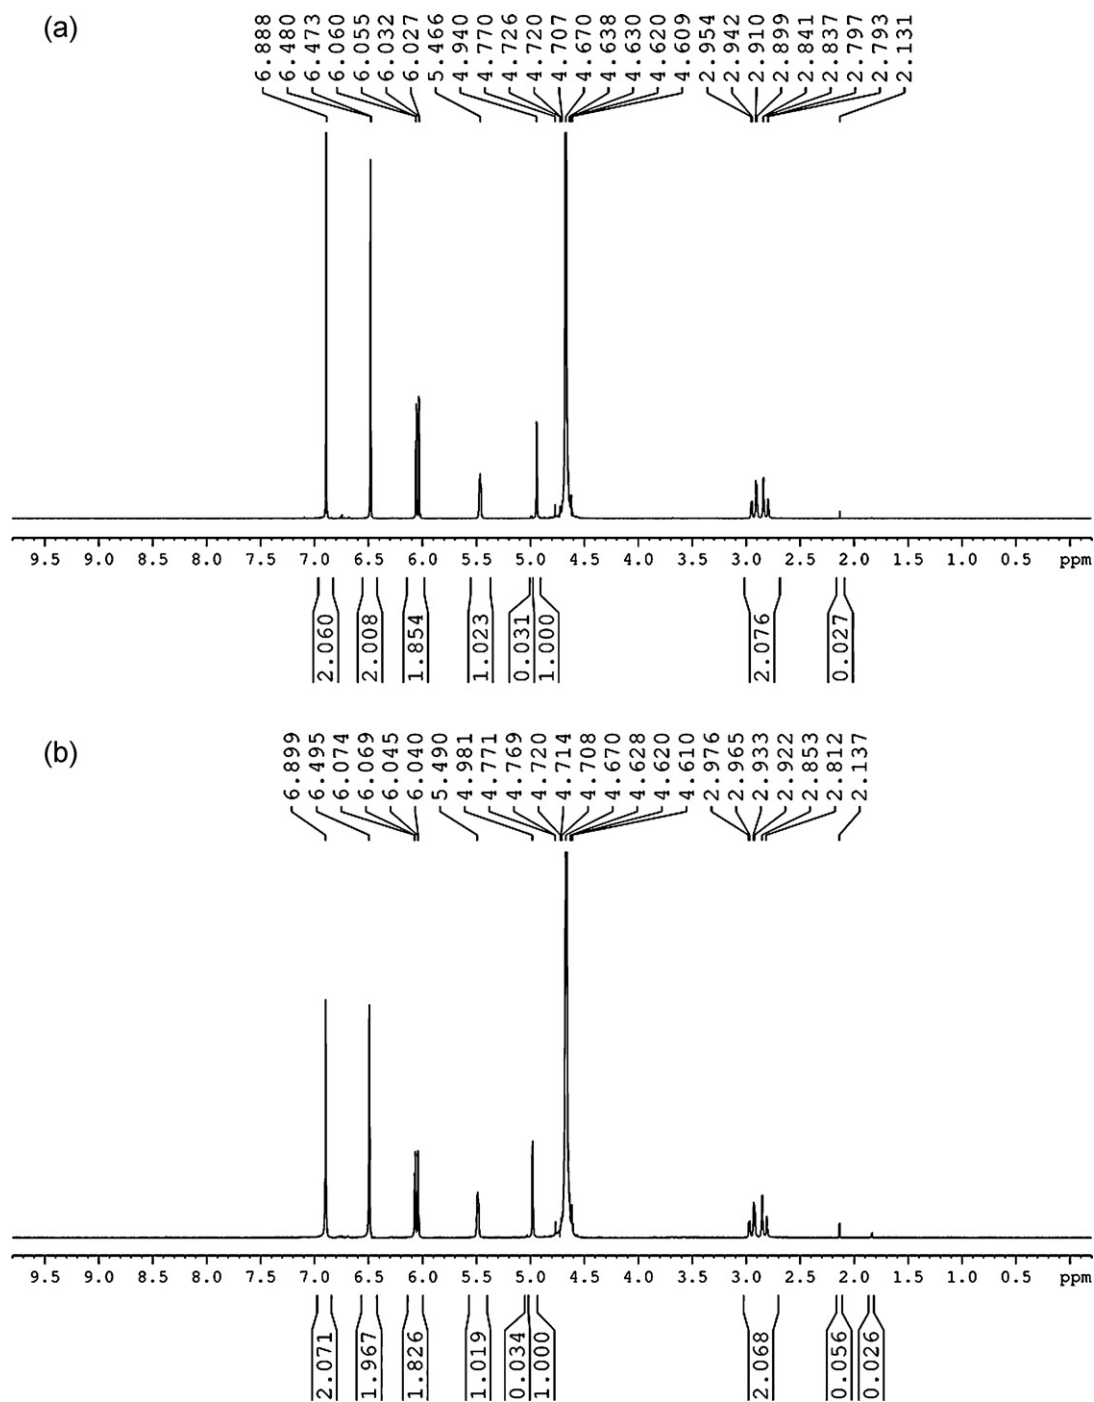 (a)
6.888 6.480 6.473 6.060 6.055 6.032 6.027 5.466 4.940 4.770 4.726 4.720 4.707 4.670 4.638 4.630 4.620 4.609 2.954 2.942 2.910 2.899 2.841 2.837 2.797 2.793 2.131
9.5 9.0 8.5 8.0 7.5 7.0 6.5 6.0 5.5 5.0 4.5 4.0 3.5 3.0 2.5 2.0 1.5 1.0 0.5 ppm
2.060 2.008 1.854 1.023 0.031 1.000 2.076 0.027
(b)
6.899 6.495 6.074 6.069 6.045 6.040 5.490 4.981 4.771 4.769 4.720 4.714 4.708 4.670 4.628 4.620 4.610 2.976 2.965 2.933 2.922 2.853 2.812 2.137
9.5 9.0 8.5 8.0 7.5 7.0 6.5 6.0 5.5 5.0 4.5 4.0 3.5 3.0 2.5 2.0 1.5 1.0 0.5 ppm
2.071 1.967 1.826 1.019 0.034 1.000 2.068 0.056 0.026